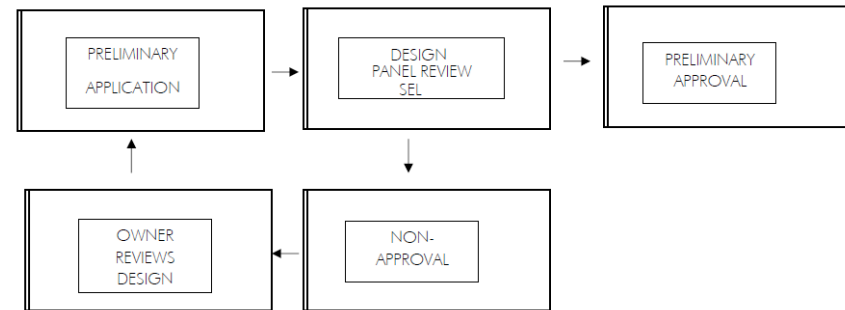 PRELIMINARY
APPLICATION
DESIGN
PANEL REVIEW
SEL
PRELIMINARY
APPROVAL
OWNER
REVIEWS
DESIGN
NON-
APPROVAL